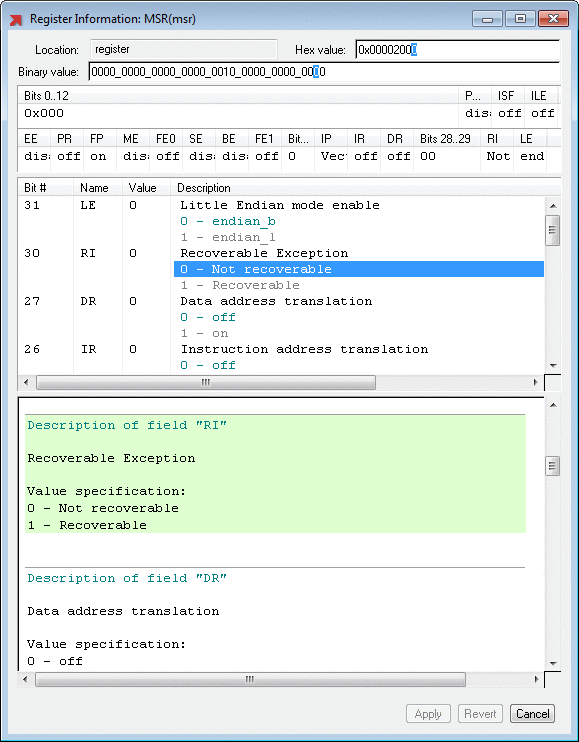 Register Information: MSR(msr)
Location: register Hex value: 0x00002000
Binary value: 0000_0000_0000_0000_0010_0000_0000_0000
Bits 0..12 P... ISF ILE
0x000 dis off off
EE PR FP ME FE0 SE BE FE1 Bit... IP IR DR Bits 28..29 RI LE
dis off on dis off dis dis off 0 Vec off off 00 Not end
Bit # Name Value Description
31 LE 0 Little Endian mode enable
0 - endian_b
1 - endian_l
30 RI 0 Recoverable Exception
0 - Not recoverable
1 - Recoverable
27 DR 0 Data address translation
0 - off
1 - on
26 IR 0 Instruction address translation
0 - off
Description of field "RI"
Recoverable Exception
Value specification:
0 - Not recoverable
1 - Recoverable
Description of field "DR"
Data address translation
Value specification:
0 - off
Apply Revert Cancel